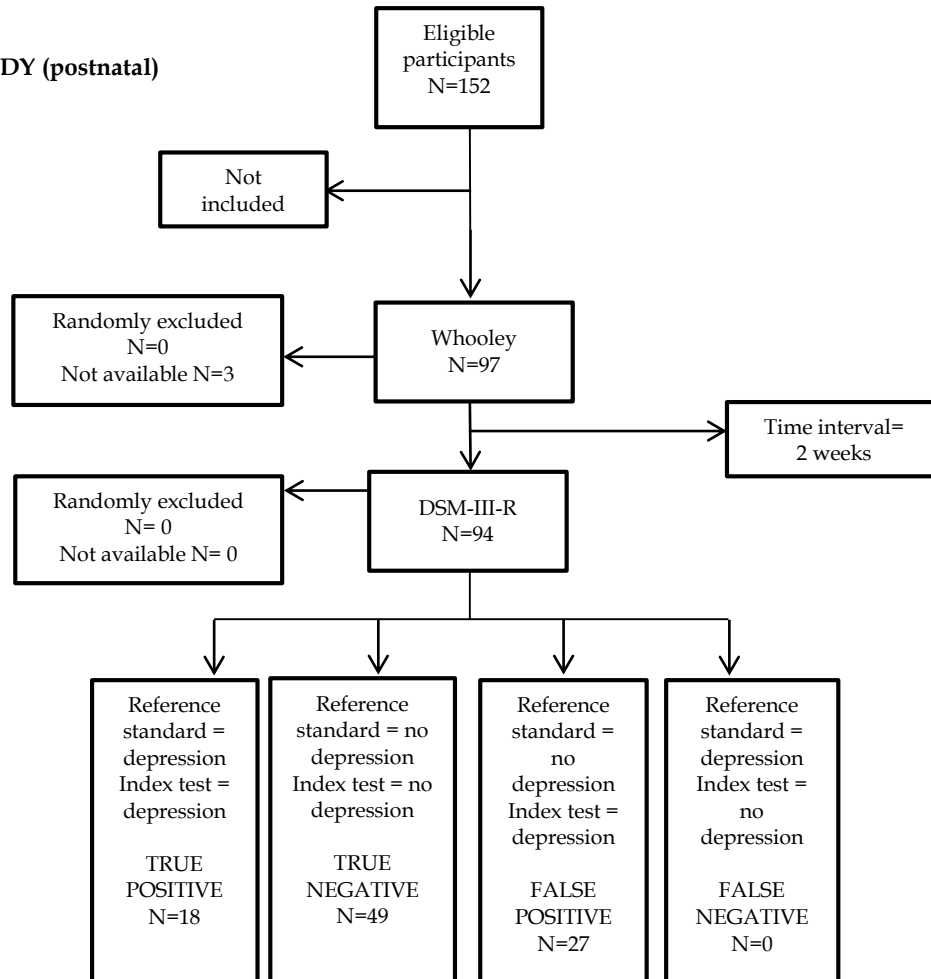 DY (postnatal)
Eligible
participants
N=152
Not
included
Randomly excluded
N=0
Not available N=3
Whooley
N=97
Time interval=
2 weeks
Randomly excluded
N= 0
Not available N= 0
DSM-III-R
N=94
Reference
standard =
depression
Index test =
depression
TRUE
POSITIVE
N=18
Reference
standard = no
depression
Index test = no
depression
TRUE
NEGATIVE
N=49
Reference
standard =
no
depression
Index test =
depression
FALSE
POSITIVE
N=27
Reference
standard =
depression
Index test =
no
depression
FALSE
NEGATIVE
N=0